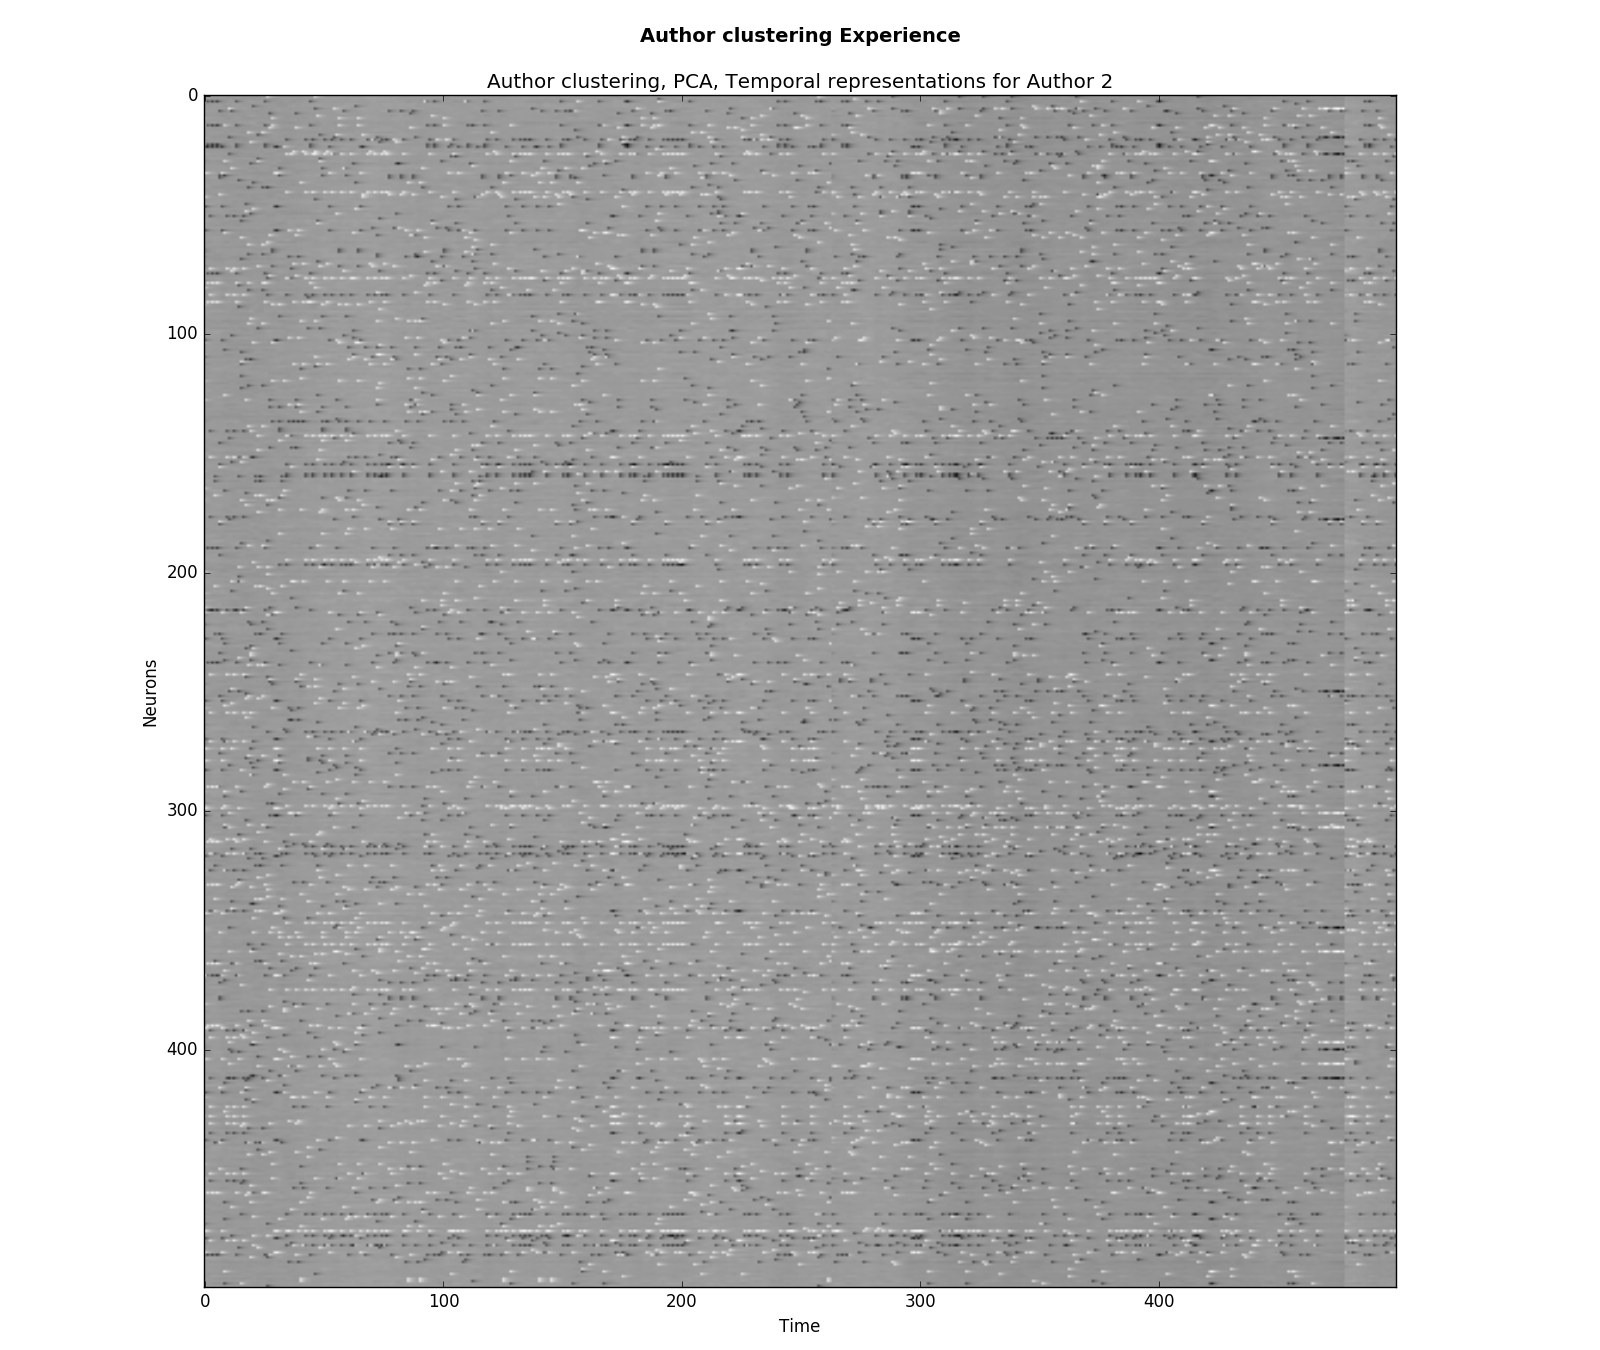 Author clustering Experience
Author clustering, PCA, Temporal representations for Author 2
0
100
200
300
400
Neurons
0 100 200 300 400
Time